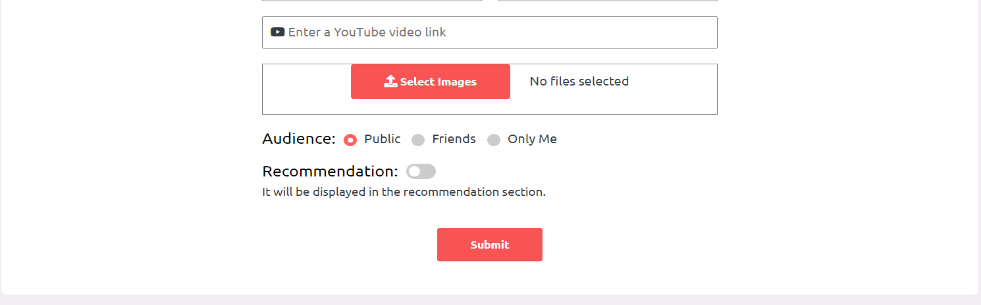 Enter a YouTube video link
Select Images No files selected
Audience: Public Friends Only Me
Recommendation:
It will be displayed in the recommendation section.
Submit